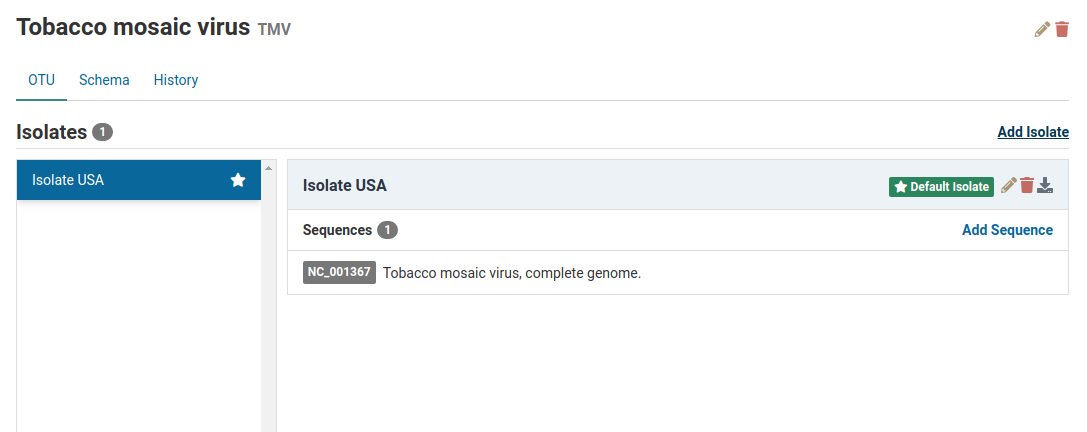 Tobacco mosaic virus TMV
OTU Schema History
Isolates 1 Add Isolate
Isolate USA
Isolate USA Default Isolate
Sequences 1 Add Sequence
NC_001367 Tobacco mosaic virus, complete genome.